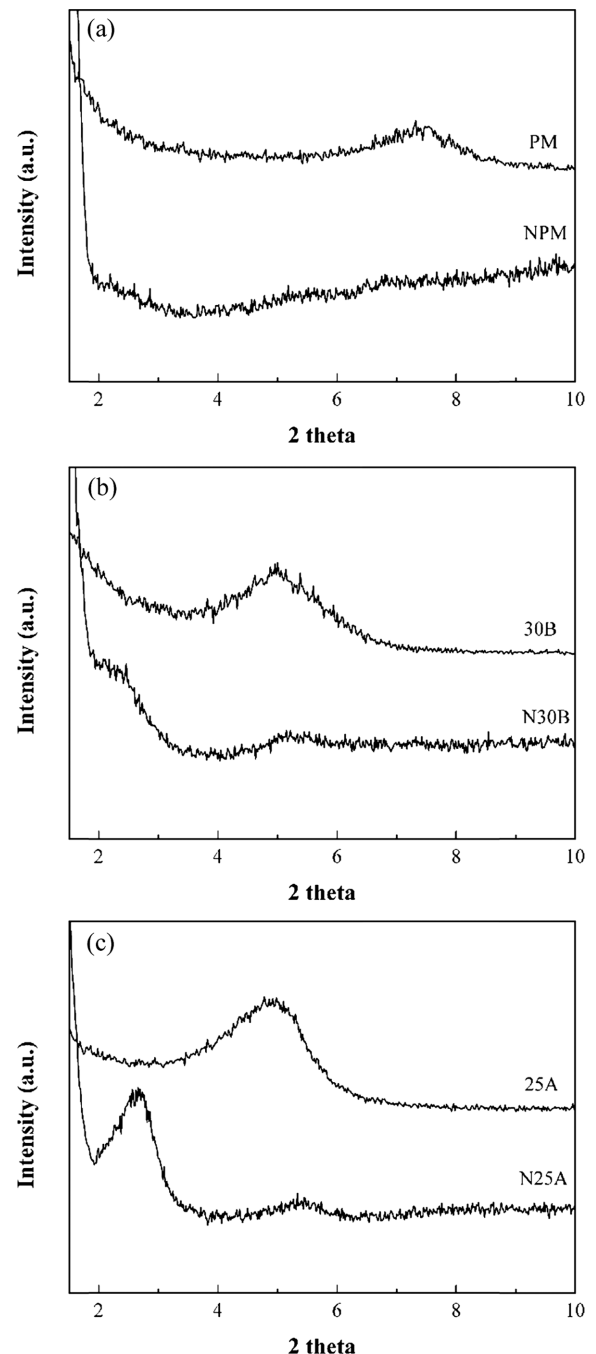 (a)
PM
NPM
Intensity (a.u.)
2 4 6 8 10
2 theta
(b)
30B
N30B
Intensity (a.u.)
2 4 6 8 10
2 theta
(c)
25A
N25A
Intensity (a.u.)
2 4 6 8 10
2 theta